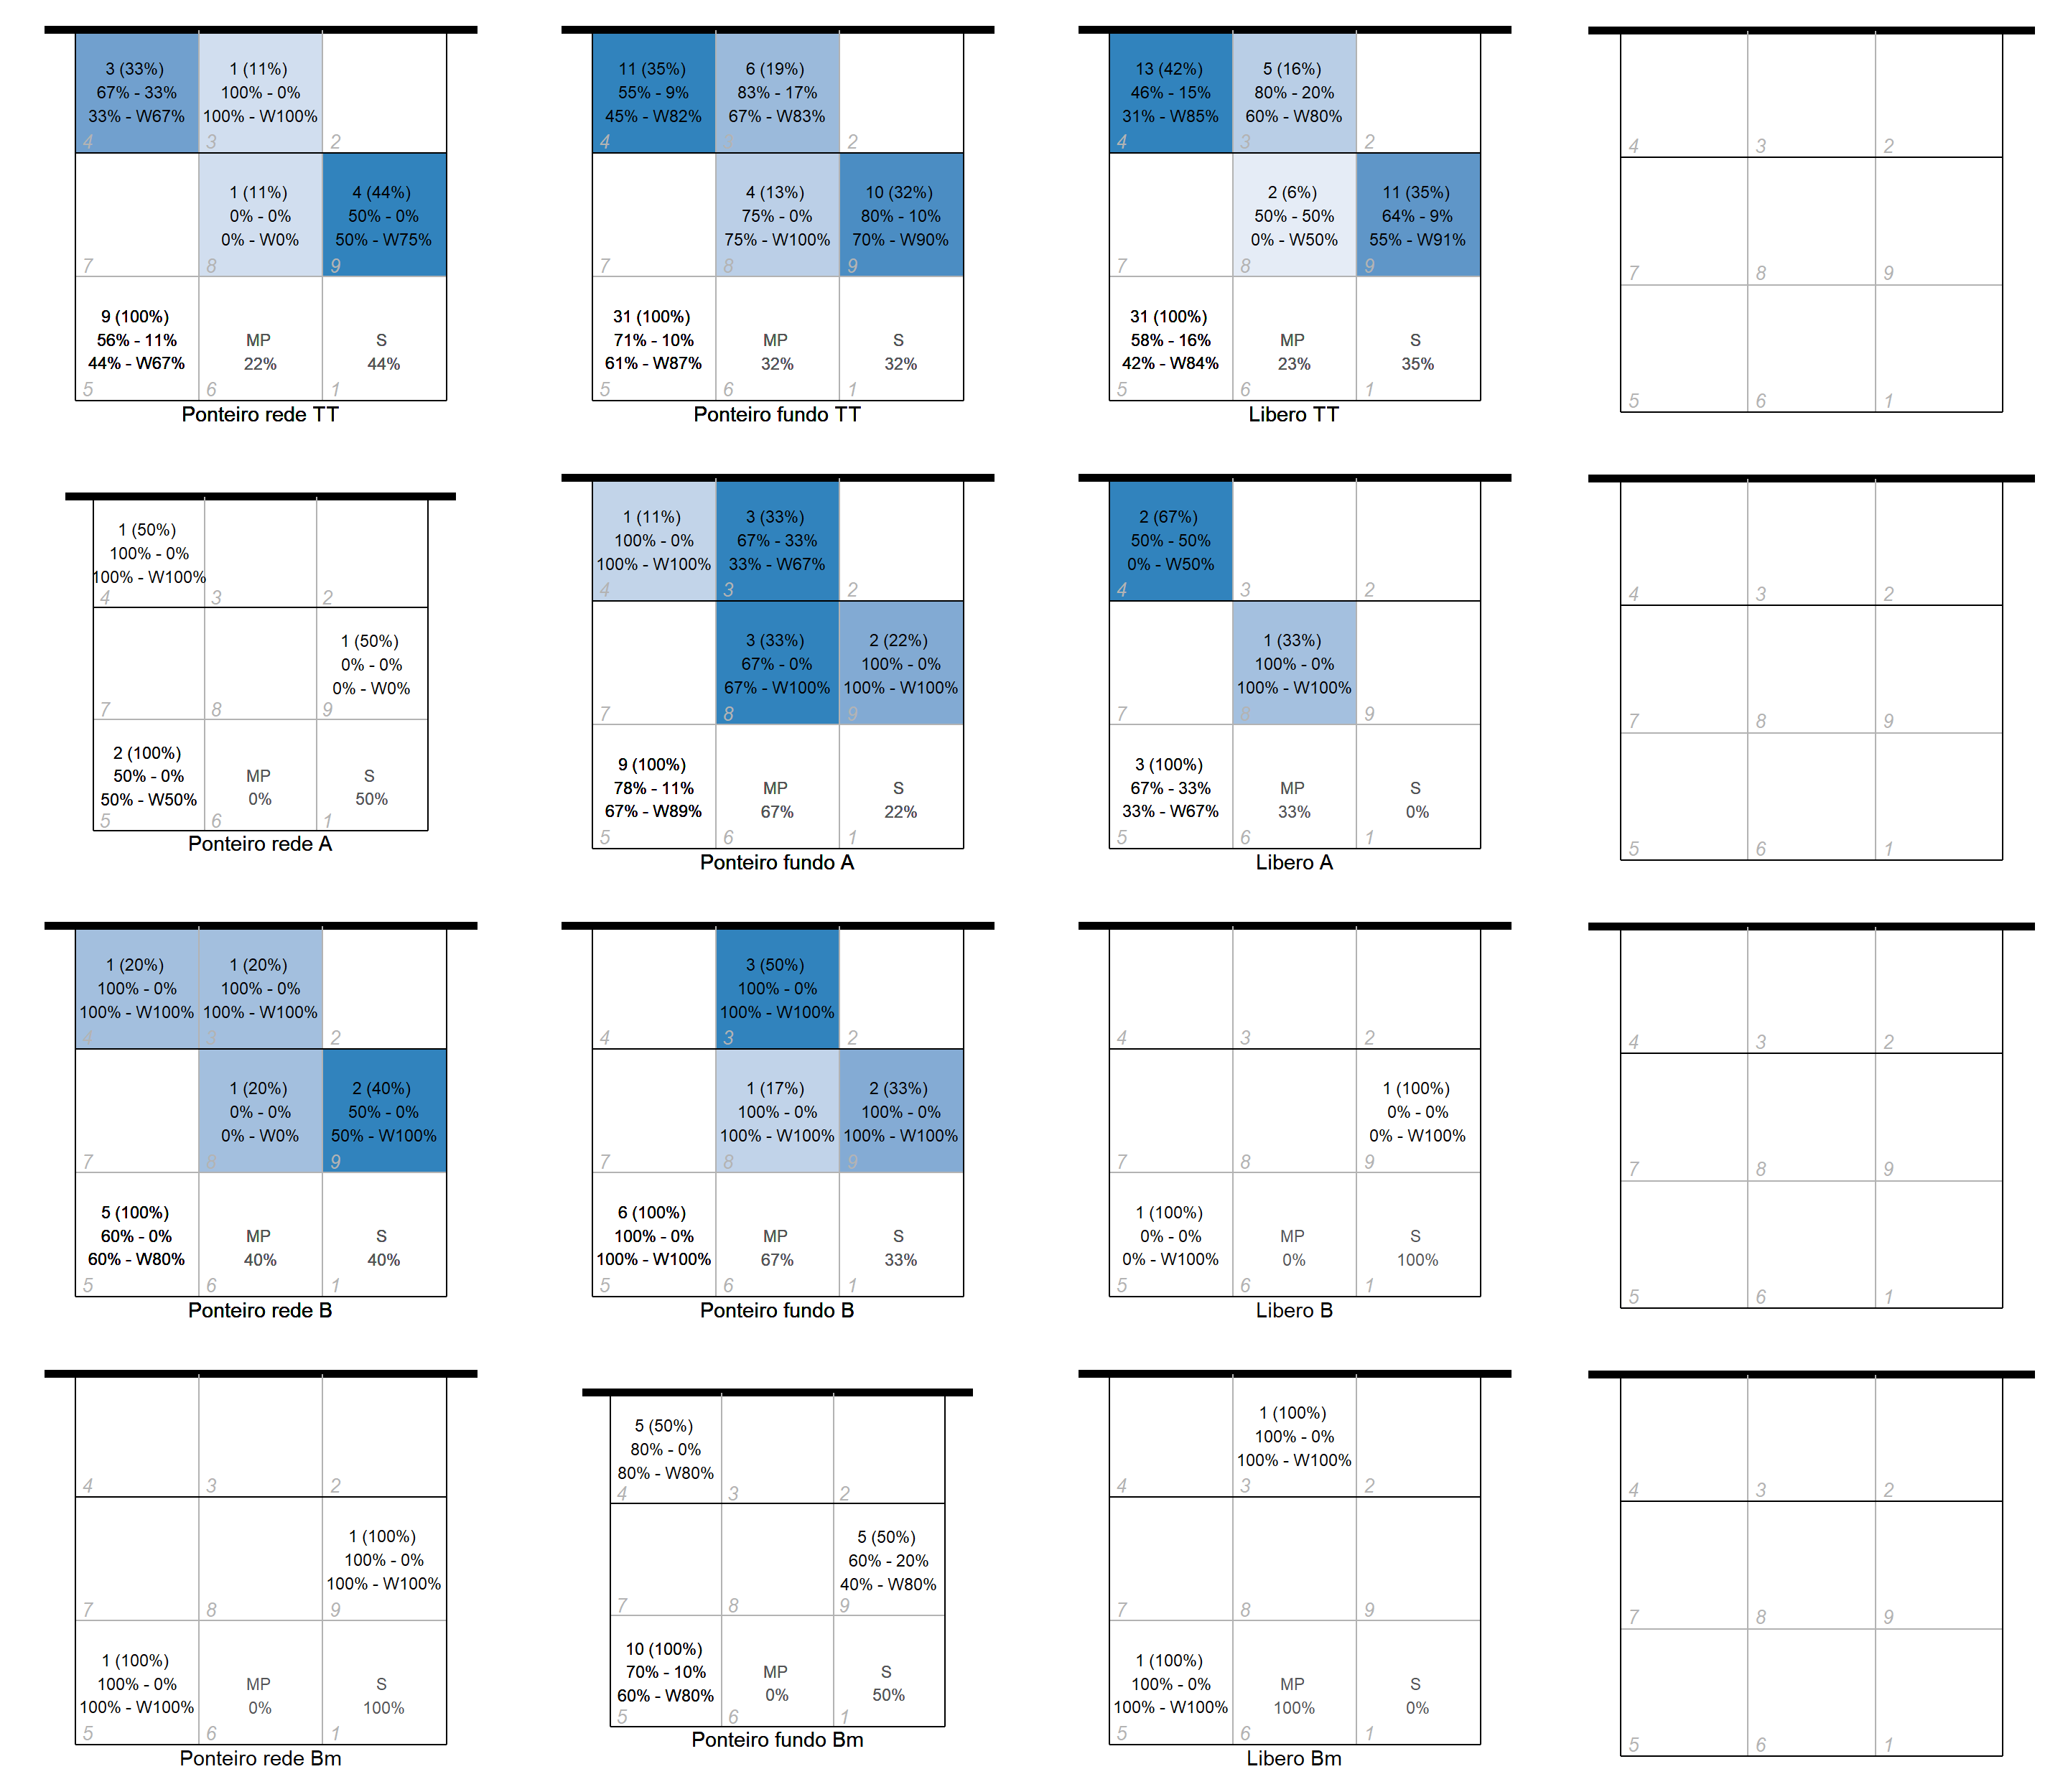 3 (33%)
67% - 33%
33% - W67%
4
1 (11%)
100% - 0%
100% - W100%
3
2
7
1 (11%)
0% - 0%
0% - W0%
8
4 (44%)
50% - 0%
50% - W75%
9
9 (100%)
56% - 11%
44% - W67%
5
MP
22%
6
S
44%
1
Ponteiro rede TT
11 (35%)
55% - 9%
45% - W82%
4
6 (19%)
83% - 17%
67% - W83%
2
7
4 (13%)
75% - 0%
75% - W100%
8
10 (32%)
80% - 10%
70% - W90%
9
31 (100%)
71% - 10%
61% - W87%
5
MP
32%
6
S
32%
1
Ponteiro fundo TT
13 (42%)
46% - 15%
31% - W85%
4
5 (16%)
80% - 20%
60% - W80%
3
2
7
2 (6%)
50% - 50%
0% - W50%
8
11 (35%)
64% - 9%
55% - W91%
9
31 (100%)
58% - 16%
42% - W84%
5
MP
23%
6
S
35%
1
Libero TT
4
3
2
7
8
9
5
6
1
1 (50%)
100% - 0%
100% - W100%
4
3
2
7
8
1 (50%)
0% - 0%
0% - W0%
9
2 (100%)
50% - 0%
50% - W50%
5
MP
0%
6
S
50%
1
Ponteiro rede A
1 (11%)
100% - 0%
100% - W100%
4
3 (33%)
67% - 33%
33% - W67%
3
2
7
3 (33%)
67% - 0%
67% - W100%
8
2 (22%)
100% - 0%
100% - W100%
9
9 (100%)
78% - 11%
67% - W89%
5
MP
67%
6
S
22%
1
Ponteiro fundo A
2 (67%)
50% - 50%
0% - W50%
4
3
2
7
1 (33%)
100% - 0%
100% - W100%
8
9
3 (100%)
67% - 33%
33% - W67%
5
MP
33%
6
S
0%
1
Libero A
4
3
2
7
8
9
5
6
1
1 (20%)
100% - 0%
100% - W100%
4
1 (20%)
100% - 0%
100% - W100%
3
2
7
1 (20%)
0% - 0%
0% - W0%
8
2 (40%)
50% - 0%
50% - W100%
9
5 (100%)
60% - 0%
60% - W80%
5
MP
40%
6
S
40%
1
Ponteiro rede B
4
3 (50%)
100% - 0%
100% - W100%
3
2
7
1 (17%)
100% - 0%
100% - W100%
8
2 (33%)
100% - 0%
100% - W100%
9
6 (100%)
100% - 0%
100% - W100%
5
MP
67%
6
S
33%
1
Ponteiro fundo B
4
3
2
7
8
1 (100%)
0% - 0%
0% - W100%
9
1 (100%)
0% - 0%
0% - W100%
5
MP
0%
6
S
100%
1
Libero B
4
3
2
7
8
9
5
6
1
4
3
2
7
8
1 (100%)
100% - 0%
100% - W100%
9
1 (100%)
100% - 0%
100% - W100%
5
MP
0%
6
S
100%
1
Ponteiro rede Bm
5 (50%)
80% - 0%
80% - W80%
4
3
2
7
8
5 (50%)
60% - 20%
40% - W80%
9
10 (100%)
70% - 10%
60% - W80%
5
MP
0%
6
S
50%
1
Ponteiro fundo Bm
4
1 (100%)
100% - 0%
100% - W100%
3
2
7
8
9
1 (100%)
100% - 0%
100% - W100%
5
MP
100%
6
S
0%
1
Libero Bm
4
3
2
7
8
9
5
6
1